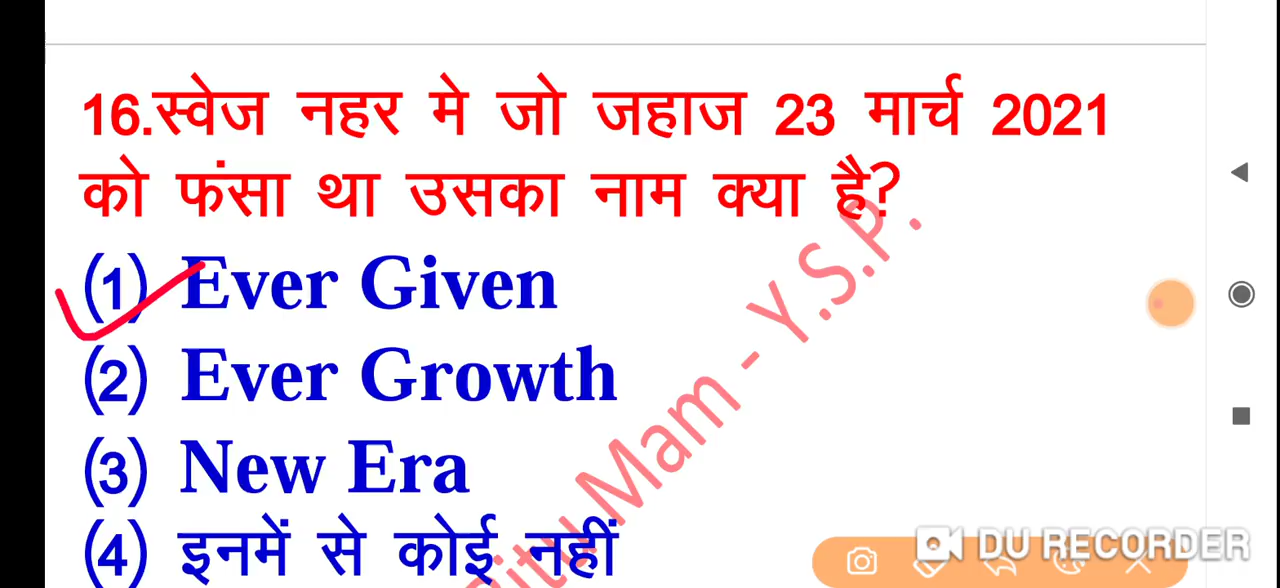 16.स्वेज नहर मे जो जहाज 23 मार्च 2021
को फंसा था उसका नाम क्या है?
(1) Ever Given
(2) Ever Growth
(3) New Era
(4) इनमें से कोई नहीं
Mam - Y.S.P.
DU RECORDER